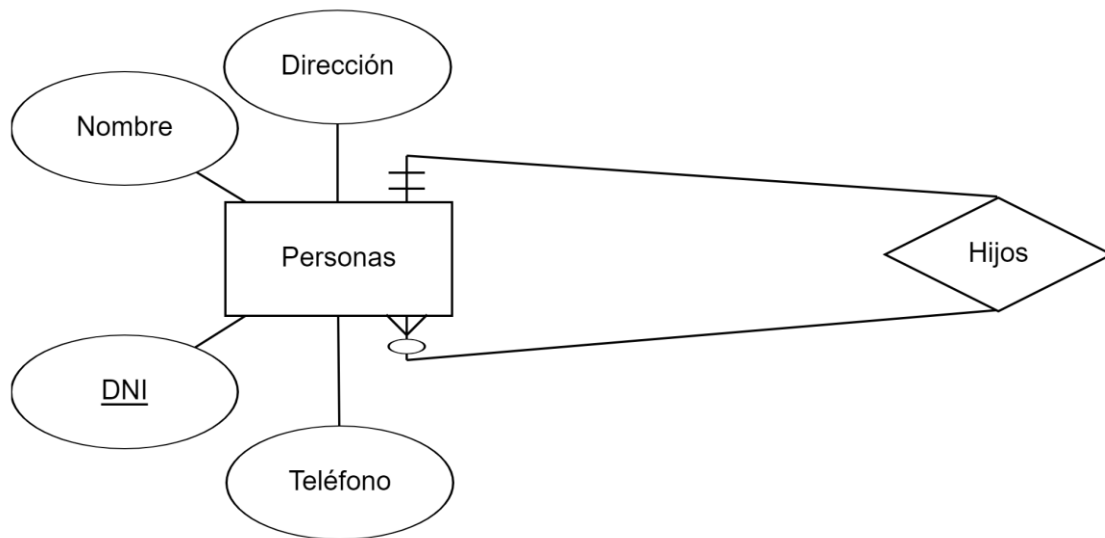 Dirección
Nombre
Personas
Hijos
DNI
Teléfono